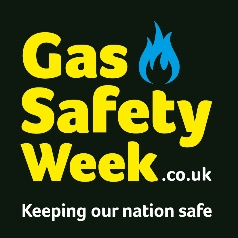 Gas
Safety
Week.co.uk
Keeping our nation safe